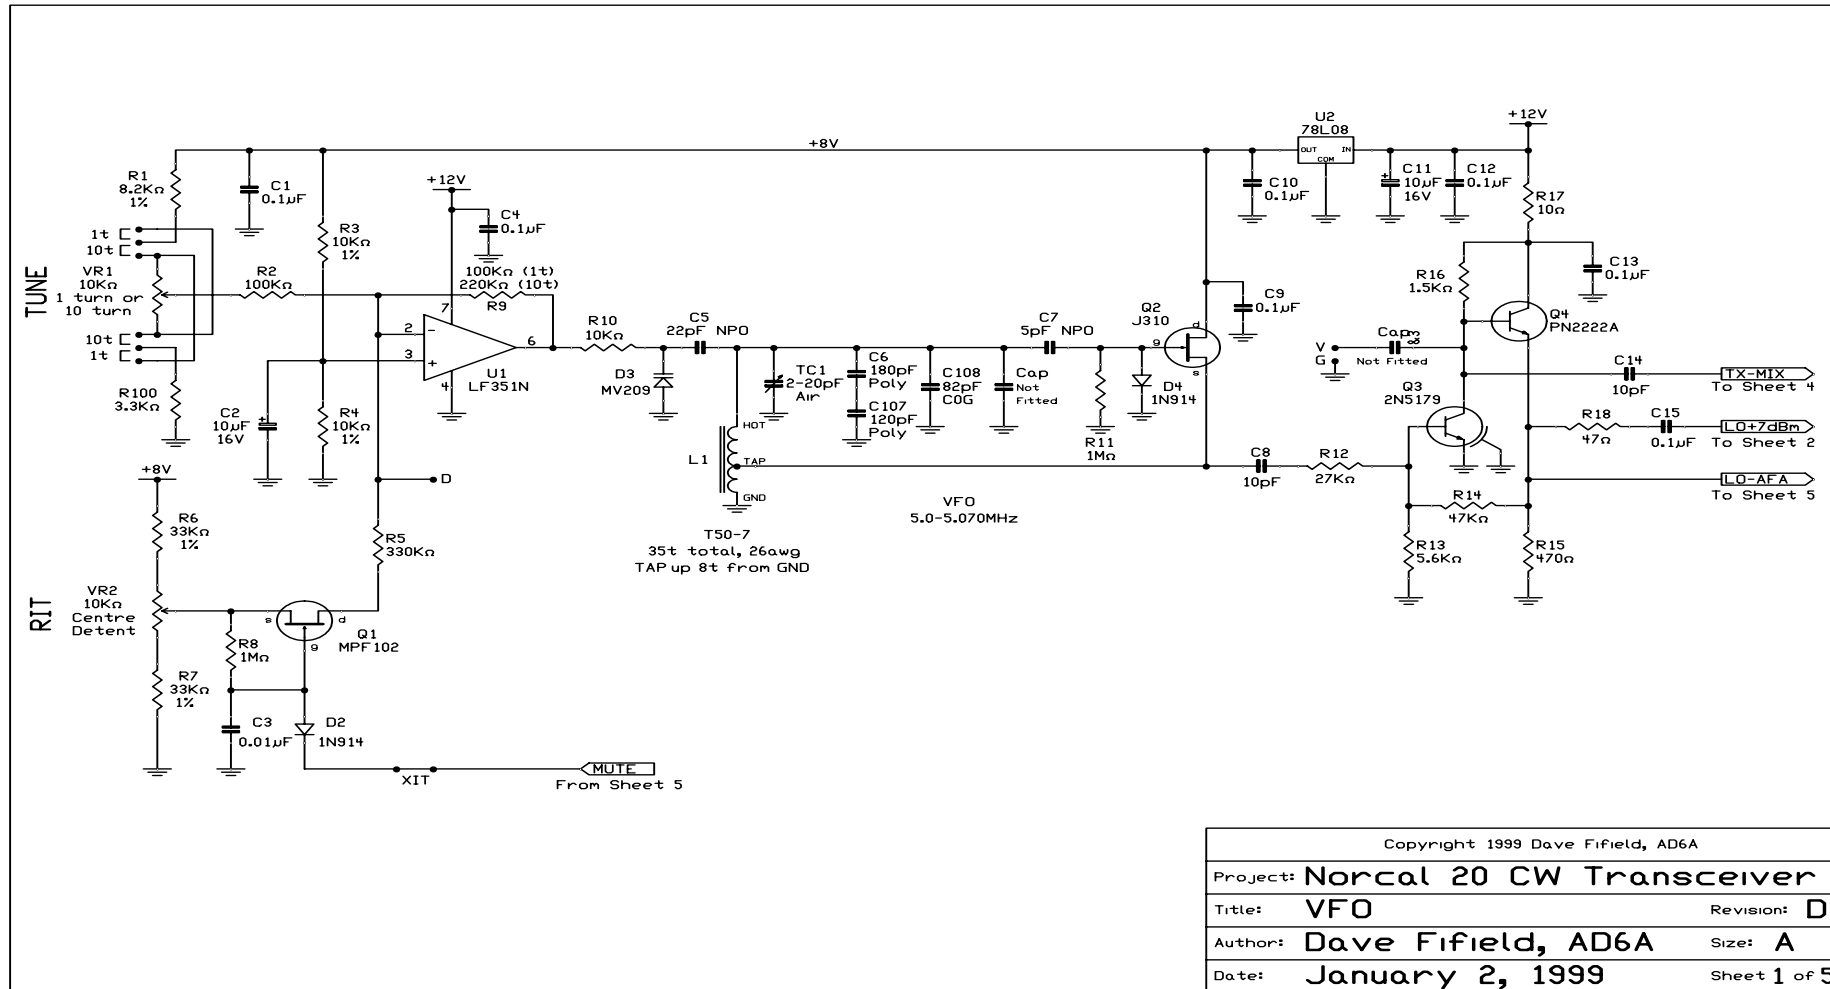 +8V
U2
78L08
OUT
IN
COM
+12V
R1
8.2KΩ
1%
C1
0.1µF
+12V
C4
0.1µF
R3
10KΩ
1%
C10
0.1µF
C11
10µF
16V
+
C12
0.1µF
R17
10Ω
1t
10t
TUNE
VR1
10KΩ
1 turn or
10 turn
10t
1t
R2
100KΩ
100KΩ (1t)
220KΩ (10t)
R9
7
2
-
3
+
6
4
U1
LF351N
R10
10KΩ
C5
22pF NPO
C7
5pF NPO
Q2
J310
d
g
s
C9
0.1µF
R16
1.5KΩ
C13
0.1µF
Q4
PN2222A
V
G
Cap
83
Not Fitted
R100
3.3KΩ
C2
10µF
16V
+
R4
10KΩ
1%
D3
MV209
TC1
2-20pF
Air
C6
180pF
Poly
C107
120pF
Poly
C108
82pF
C0G
Cap
Not
Fitted
R11
1MΩ
D4
1N914
Q3
2N5179
C14
10pF
TX-MIX
To Sheet 4
R18
47Ω
C15
0.1µF
LO+7dBm
To Sheet 2
LO-AFA
To Sheet 5
L1
HOT
TAP
GND
C8
10pF
R12
27KΩ
VFO
5.0-5.070MHz
R14
47KΩ
R13
5.6KΩ
R15
470Ω
T50-7
35t total, 26awg
TAP up 8t from GND
D
+8V
R6
33KΩ
1%
R5
330KΩ
RIT
VR2
10KΩ
Centre
Detent
s
d
g
Q1
MPF102
R8
1MΩ
R7
33KΩ
1%
C3
0.01µF
D2
1N914
XIT
MUTE
From Sheet 5
Copyright 1999 Dave Fifield, AD6A
Project: Norcal 20 CW Transceiver
Title: VFO Revision: D
Author: Dave Fifield, AD6A Size: A
Date: January 2, 1999 Sheet 1 of 5